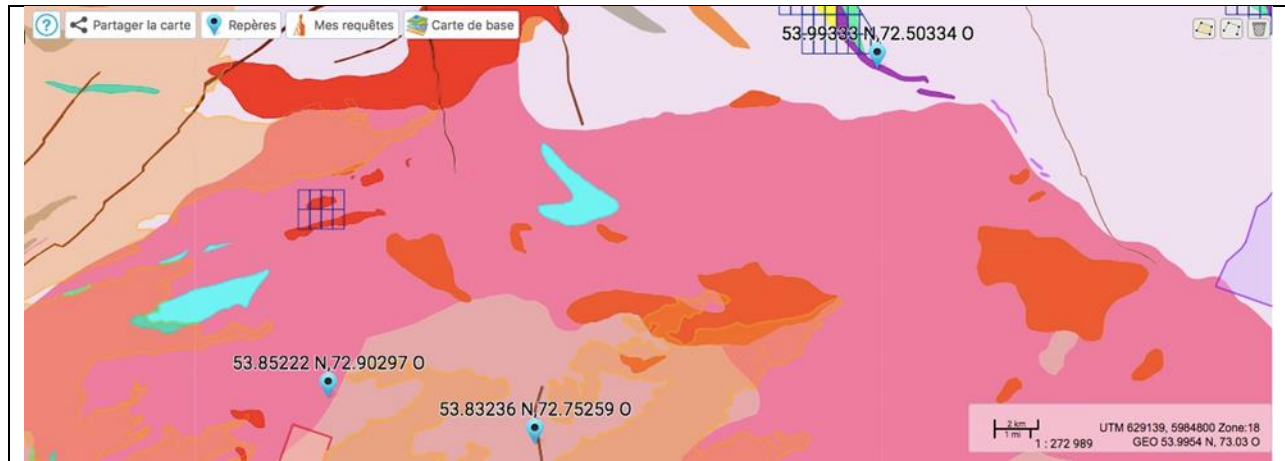 ? Partager la carte Repères Mes requêtes Carte de base
53.99333 N,72.50334 O
53.85222 N,72.90297 O
53.83236 N,72.75259 O
2 km
1 mi
1 : 272 989
UTM 629139, 5984800 Zone:18
GEO 53.9954 N, 73.03 O